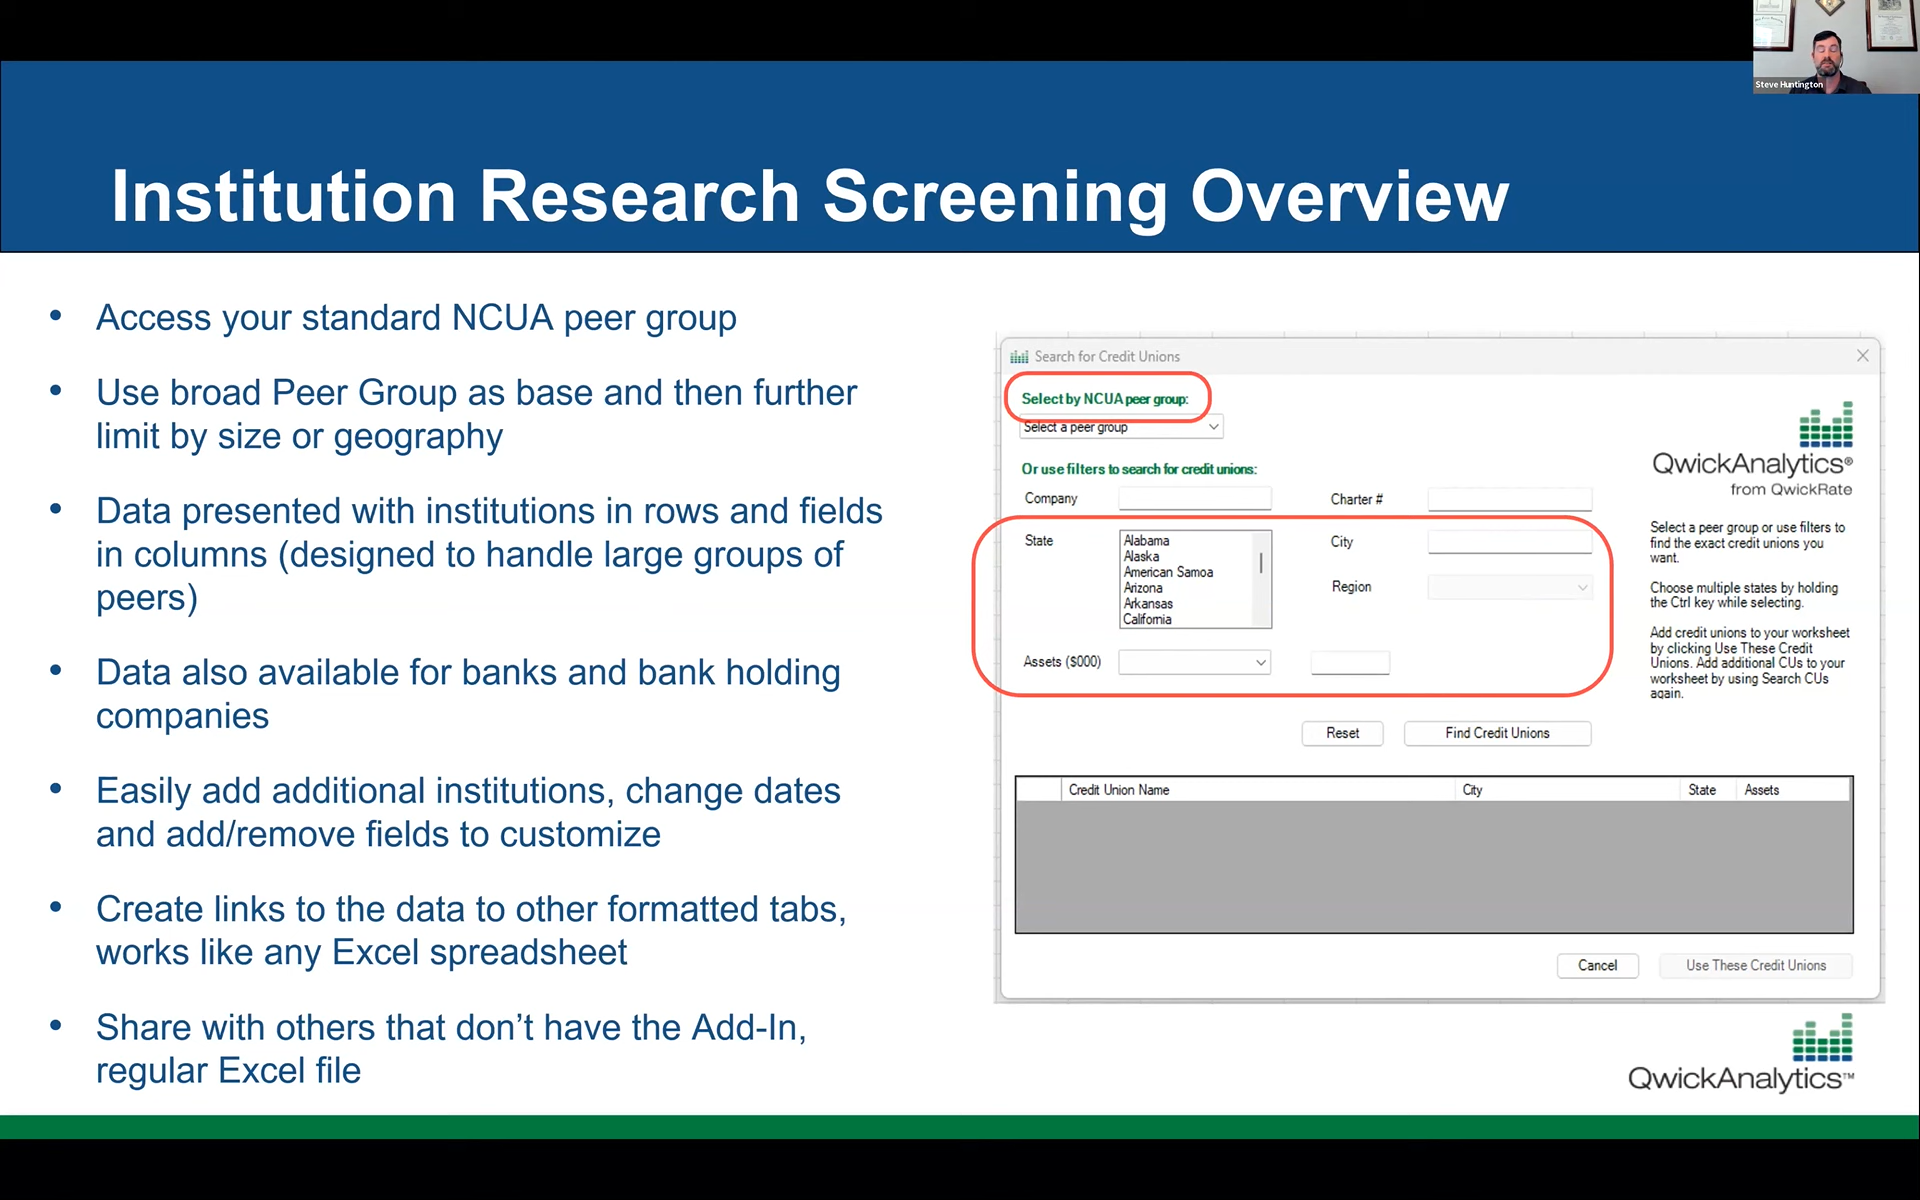 Steve Huntington
Institution Research Screening Overview
• Access your standard NCUA peer group
• Use broad Peer Group as base and then further
limit by size or geography
• Data presented with institutions in rows and fields
in columns (designed to handle large groups of
peers)
• Data also available for banks and bank holding
companies
• Easily add additional institutions, change dates
and add/remove fields to customize
• Create links to the data to other formatted tabs,
works like any Excel spreadsheet
• Share with others that don’t have the Add-In,
regular Excel file
Search for Credit Unions
Select by NCUA peer group:
Select a peer group
Or use filters to search for credit unions:
Company
Charter #
State
Alabama
Alaska
American Samoa
Arizona
Arkansas
California
City
Region
Assets ($000)
Reset
Find Credit Unions
QwickAnalytics®
from QwickRate
Select a peer group or use filters to
find the exact credit unions you
want.
Choose multiple states by holding
the Ctrl key while selecting.
Add credit unions to your worksheet
by clicking Use These Credit
Unions. Add additional CUs to your
worksheet by using Search CUs
again.
Credit Union Name
City
State
Assets
Cancel
Use These Credit Unions
QwickAnalytics™